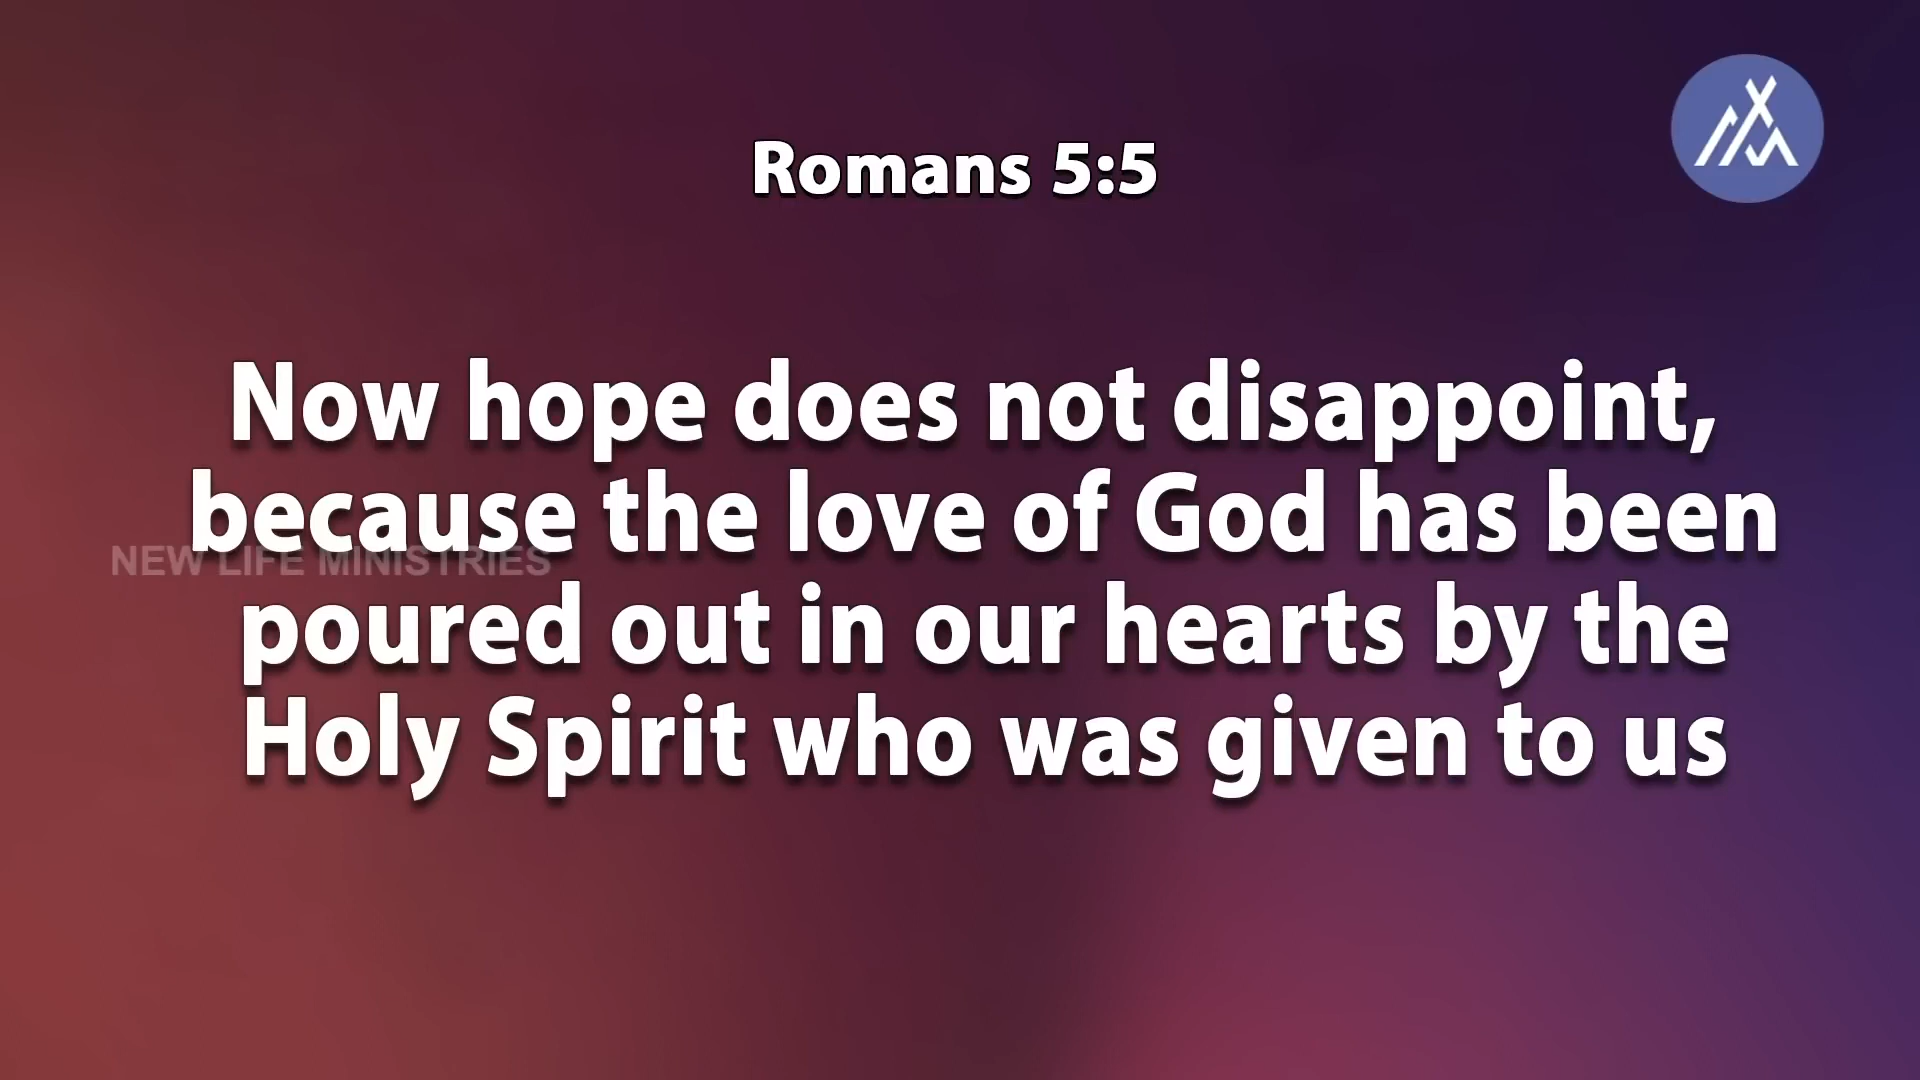 Romans 5:5
Now hope does not disappoint,
because the love of God has been
NEW LIFE MINISTRIES
poured out in our hearts by the
Holy Spirit who was given to us